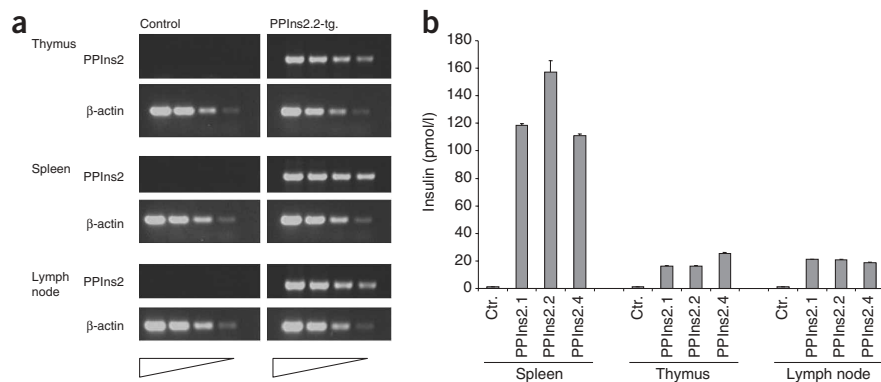 a
Control
PPIns2.2-tg.
Thymus
PPIns2
β-actin
Spleen
PPIns2
β-actin
Lymph
node
PPIns2
β-actin
b
Insulin (pmol/l)
180
160
140
120
100
80
60
40
20
0
Ctr.
PPIns2.1
PPIns2.2
PPIns2.4
Ctr.
PPIns2.1
PPIns2.2
PPIns2.4
Ctr.
PPIns2.1
PPIns2.2
PPIns2.4
Spleen
Thymus
Lymph node